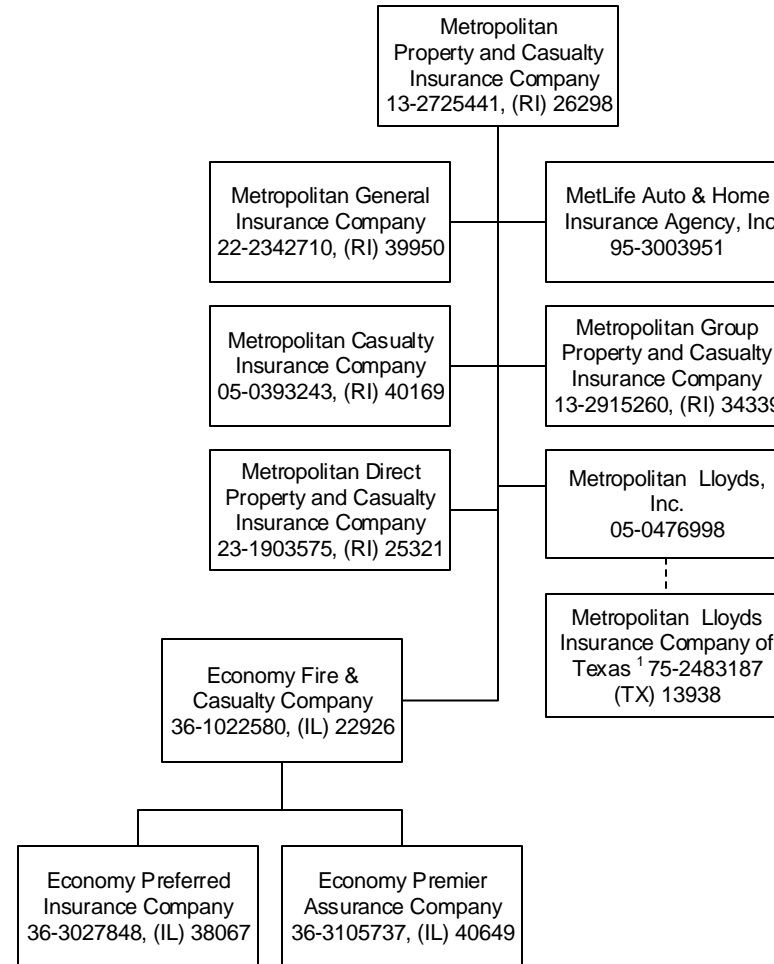 Metropolitan
Property and Casualty
Insurance Company
13-2725441, (RI) 26298
Metropolitan General
Insurance Company
22-2342710, (RI) 39950
MetLife Auto & Home
Insurance Agency, Inc
95-3003951
Metropolitan Casualty
Insurance Company
05-0393243, (RI) 40169
Metropolitan Group
Property and Casualty
Insurance Company
13-2915260, (RI) 34339
Metropolitan Direct
Property and Casualty
Insurance Company
23-1903575, (RI) 25321
Metropolitan Lloyds,
Inc.
05-0476998
Metropolitan Lloyds
Insurance Company of
Texas ¹ 75-2483187
(TX) 13938
Economy Fire &
Casualty Company
36-1022580, (IL) 22926
Economy Preferred
Insurance Company
36-3027848, (IL) 38067
Economy Premier
Assurance Company
36-3105737, (IL) 40649